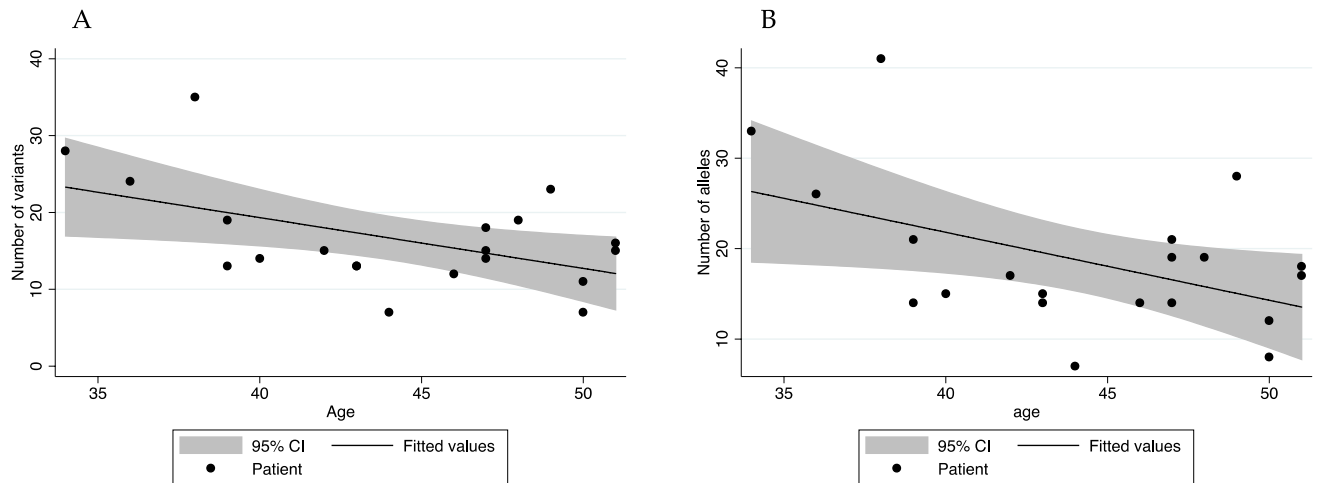 A
Number of variants
40
30
20
10
0
35 40 45 50
Age
95% CI Fitted values
Patient
B
Number of alleles
40
30
20
10
35 40 45 50
age
95% CI Fitted values
Patient